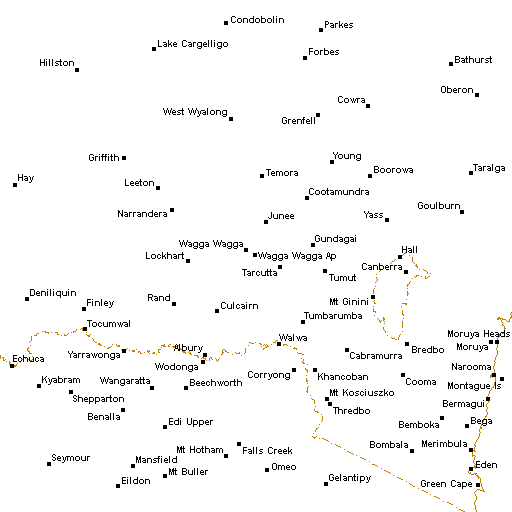 Condobolin
Parkes
Lake Cargelligo
Forbes
Hillston
Bathurst
Oberon
Cowra
West Wyalong
Grenfell
Young
Griffith
Boorowa
Taralga
Temora
Hay
Leeton
Cootamundra
Goulburn
Narrandera
Junee
Yass
Gundagai
Wagga Wagga
Hall
Lockhart
Wagga Wagga Ap
Canberra
Tarcutta
Tumut
Deniliquin
Rand
Mt Ginini
Finley
Culcairn
Tumbarumba
Tocumwal
Moruya Heads
Walwa
Moruya
Albury
Yarrawonga
Cabramurra
Bredbo
Echuca
Wodonga
Narooma
Corryong
Khancoban
Kyabram
Wangaratta
Beechworth
Cooma
Montague Is
Shepparton
Mt Kosciuszko
Bermagui
Thredbo
Benalla
Edi Upper
Bemboka
Bega
Mt Hotham
Falls Creek
Bombala
Merimbula
Seymour
Mansfield
Omeo
Eden
Mt Buller
Eildon
Gelantipy
Green Cape